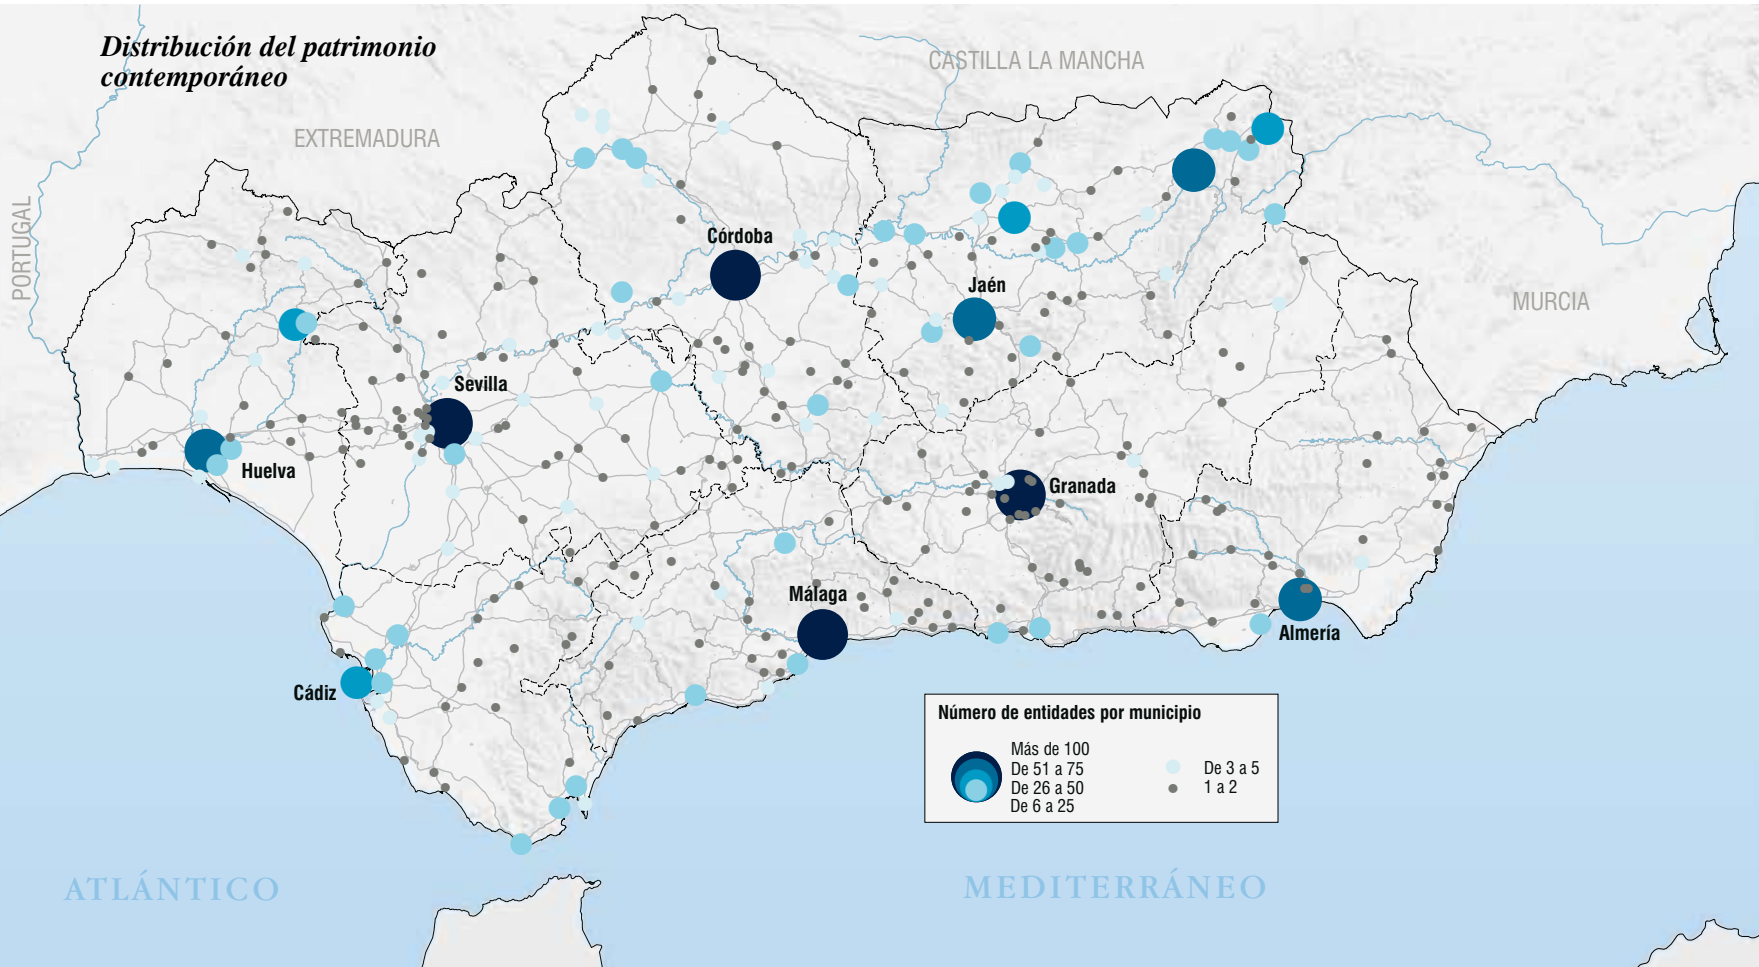 Distribución del patrimonio
contemporáneo
CASTILLA LA MANCHA
EXTREMADURA
PORTUGAL
Córdoba
Jaén
MURCIA
Sevilla
Huelva
Granada
Málaga
Almería
Cádiz
Número de entidades por municipio
Más de 100
De 51 a 75
De 26 a 50
De 6 a 25
De 3 a 5
1 a 2
ATLÁNTICO
MEDITERRÁNEO